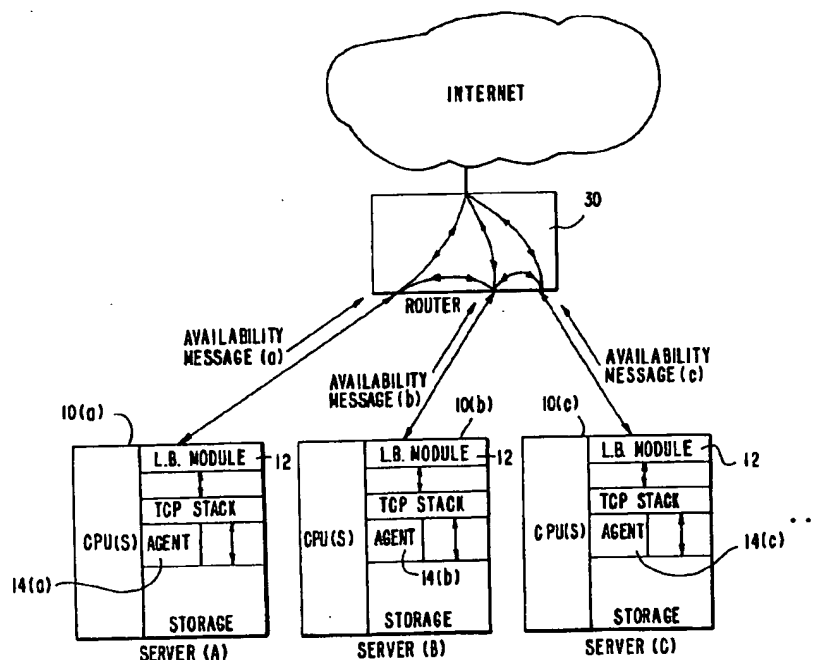 INTERNET
30
ROUTER
AVAILABILITY
MESSAGE (a)
AVAILABILITY
MESSAGE (b)
AVAILABILITY
MESSAGE (c)
10(a)
10(b)
10(c)
L.B. MODULE
12
L.B. MODULE
12
L.B. MODULE
12
TCP STACK
TCP STACK
TCP STACK
CPU(S)
AGENT
CPU(S)
AGENT
CPU(S)
AGENT
14(a)
14(b)
14(c)
STORAGE
STORAGE
STORAGE
SERVER (A)
SERVER (B)
SERVER (C)